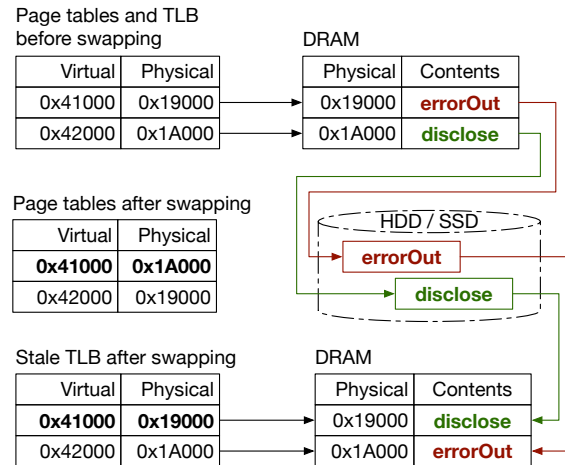 Page tables and TLB
before swapping
Virtual Physical
0x41000 0x19000
0x42000 0x1A000
DRAM
Physical Contents
0x19000 errorOut
0x1A000 disclose
Page tables after swapping
Virtual Physical
0x41000 0x1A000
0x42000 0x19000
HDD / SSD
errorOut
disclose
Stale TLB after swapping
Virtual Physical
0x41000 0x19000
0x42000 0x1A000
DRAM
Physical Contents
0x19000 disclose
0x1A000 errorOut